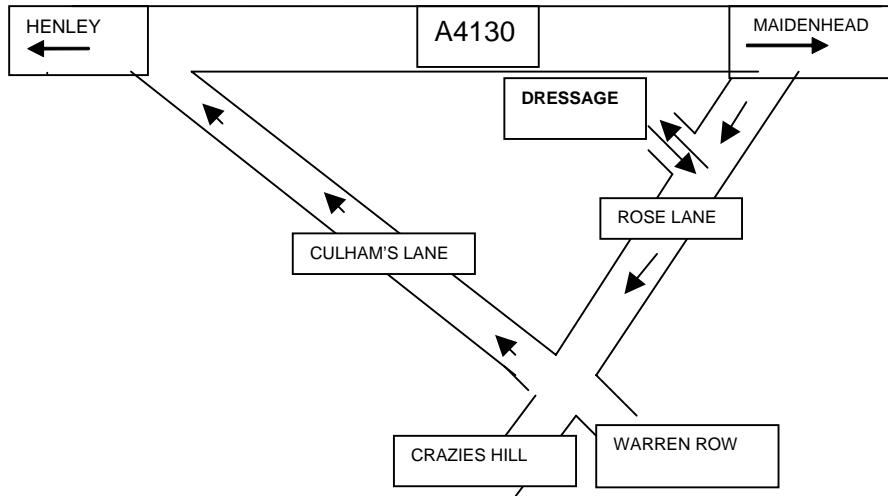 HENLEY
A4130
MAIDENHEAD
DRESSAGE
ROSE LANE
CULHAM’S LANE
CRAZIES HILL
WARREN ROW